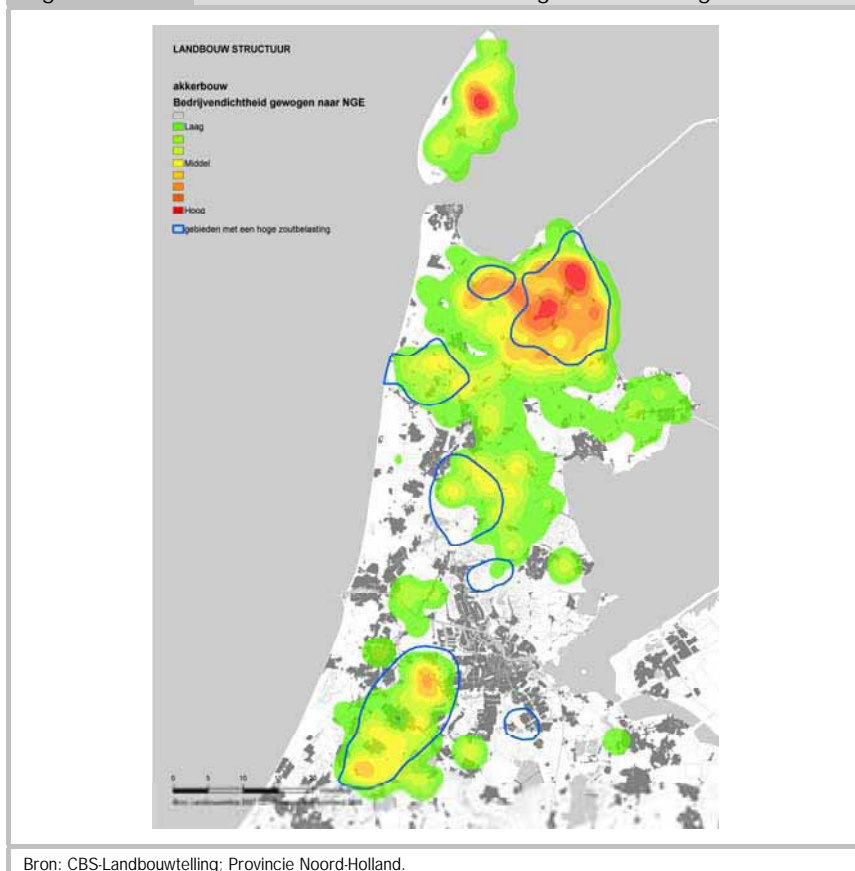 LANDBOUW STRUCTUUR
akkerbouw
Bedrijvendichtheid gewogen naar NGE
Laag
Middel
Hoog
gebieden met een hoge zoutbelasting
0 5 10
Bron: CBS-Landbouwtelling; Provincie Noord-Holland.